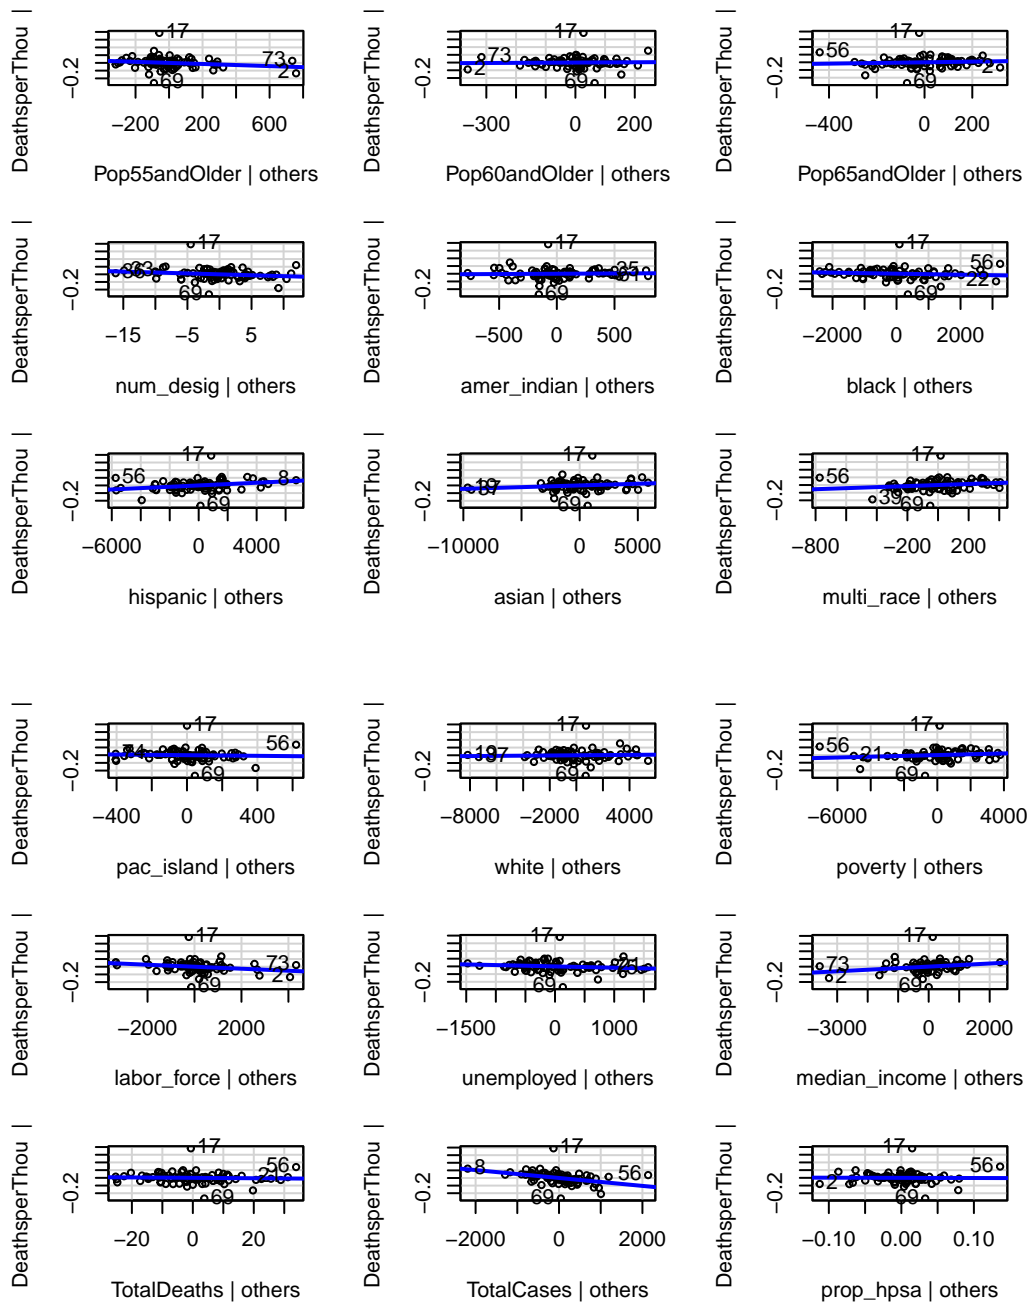 DeathsperThou |
−0.2
17
73
2
69
−200 200 600
Pop55andOlder | others
DeathsperThou |
−0.2
17
73
2
69
−300 0 200
Pop60andOlder | others
DeathsperThou |
−0.2
17
56
2
69
−400 0 200
Pop65andOlder | others
DeathsperThou |
−0.2
17
69
−15 −5 5
num_desig | others
DeathsperThou |
−0.2
17
69
−500 0 500
amer_indian | others
DeathsperThou |
−0.2
17
56
22
69
−2000 0 2000
black | others
DeathsperThou |
−0.2
17
56
8
69
−6000 0 4000
hispanic | others
DeathsperThou |
−0.2
17
69
−10000 0 5000
asian | others
DeathsperThou |
−0.2
17
56
39
69
−800 −200 200
multi_race | others
DeathsperThou |
−0.2
17
56
69
−400 0 400
pac_island | others
DeathsperThou |
−0.2
17
69
−8000 −2000 4000
white | others
DeathsperThou |
−0.2
17
56
21
69
−6000 0 4000
poverty | others
DeathsperThou |
−0.2
17
73
2
69
−2000 0 2000
labor_force | others
DeathsperThou |
−0.2
17
69
−1500 0 1000
unemployed | others
DeathsperThou |
−0.2
17
73
2
69
−3000 0 2000
median_income | others
DeathsperThou |
−0.2
17
56
69
−20 0 20
TotalDeaths | others
DeathsperThou |
−0.2
17
8
56
69
−2000 0 2000
TotalCases | others
DeathsperThou |
−0.2
17
56
2
69
−0.10 0.00 0.10
prop_hpsa | others